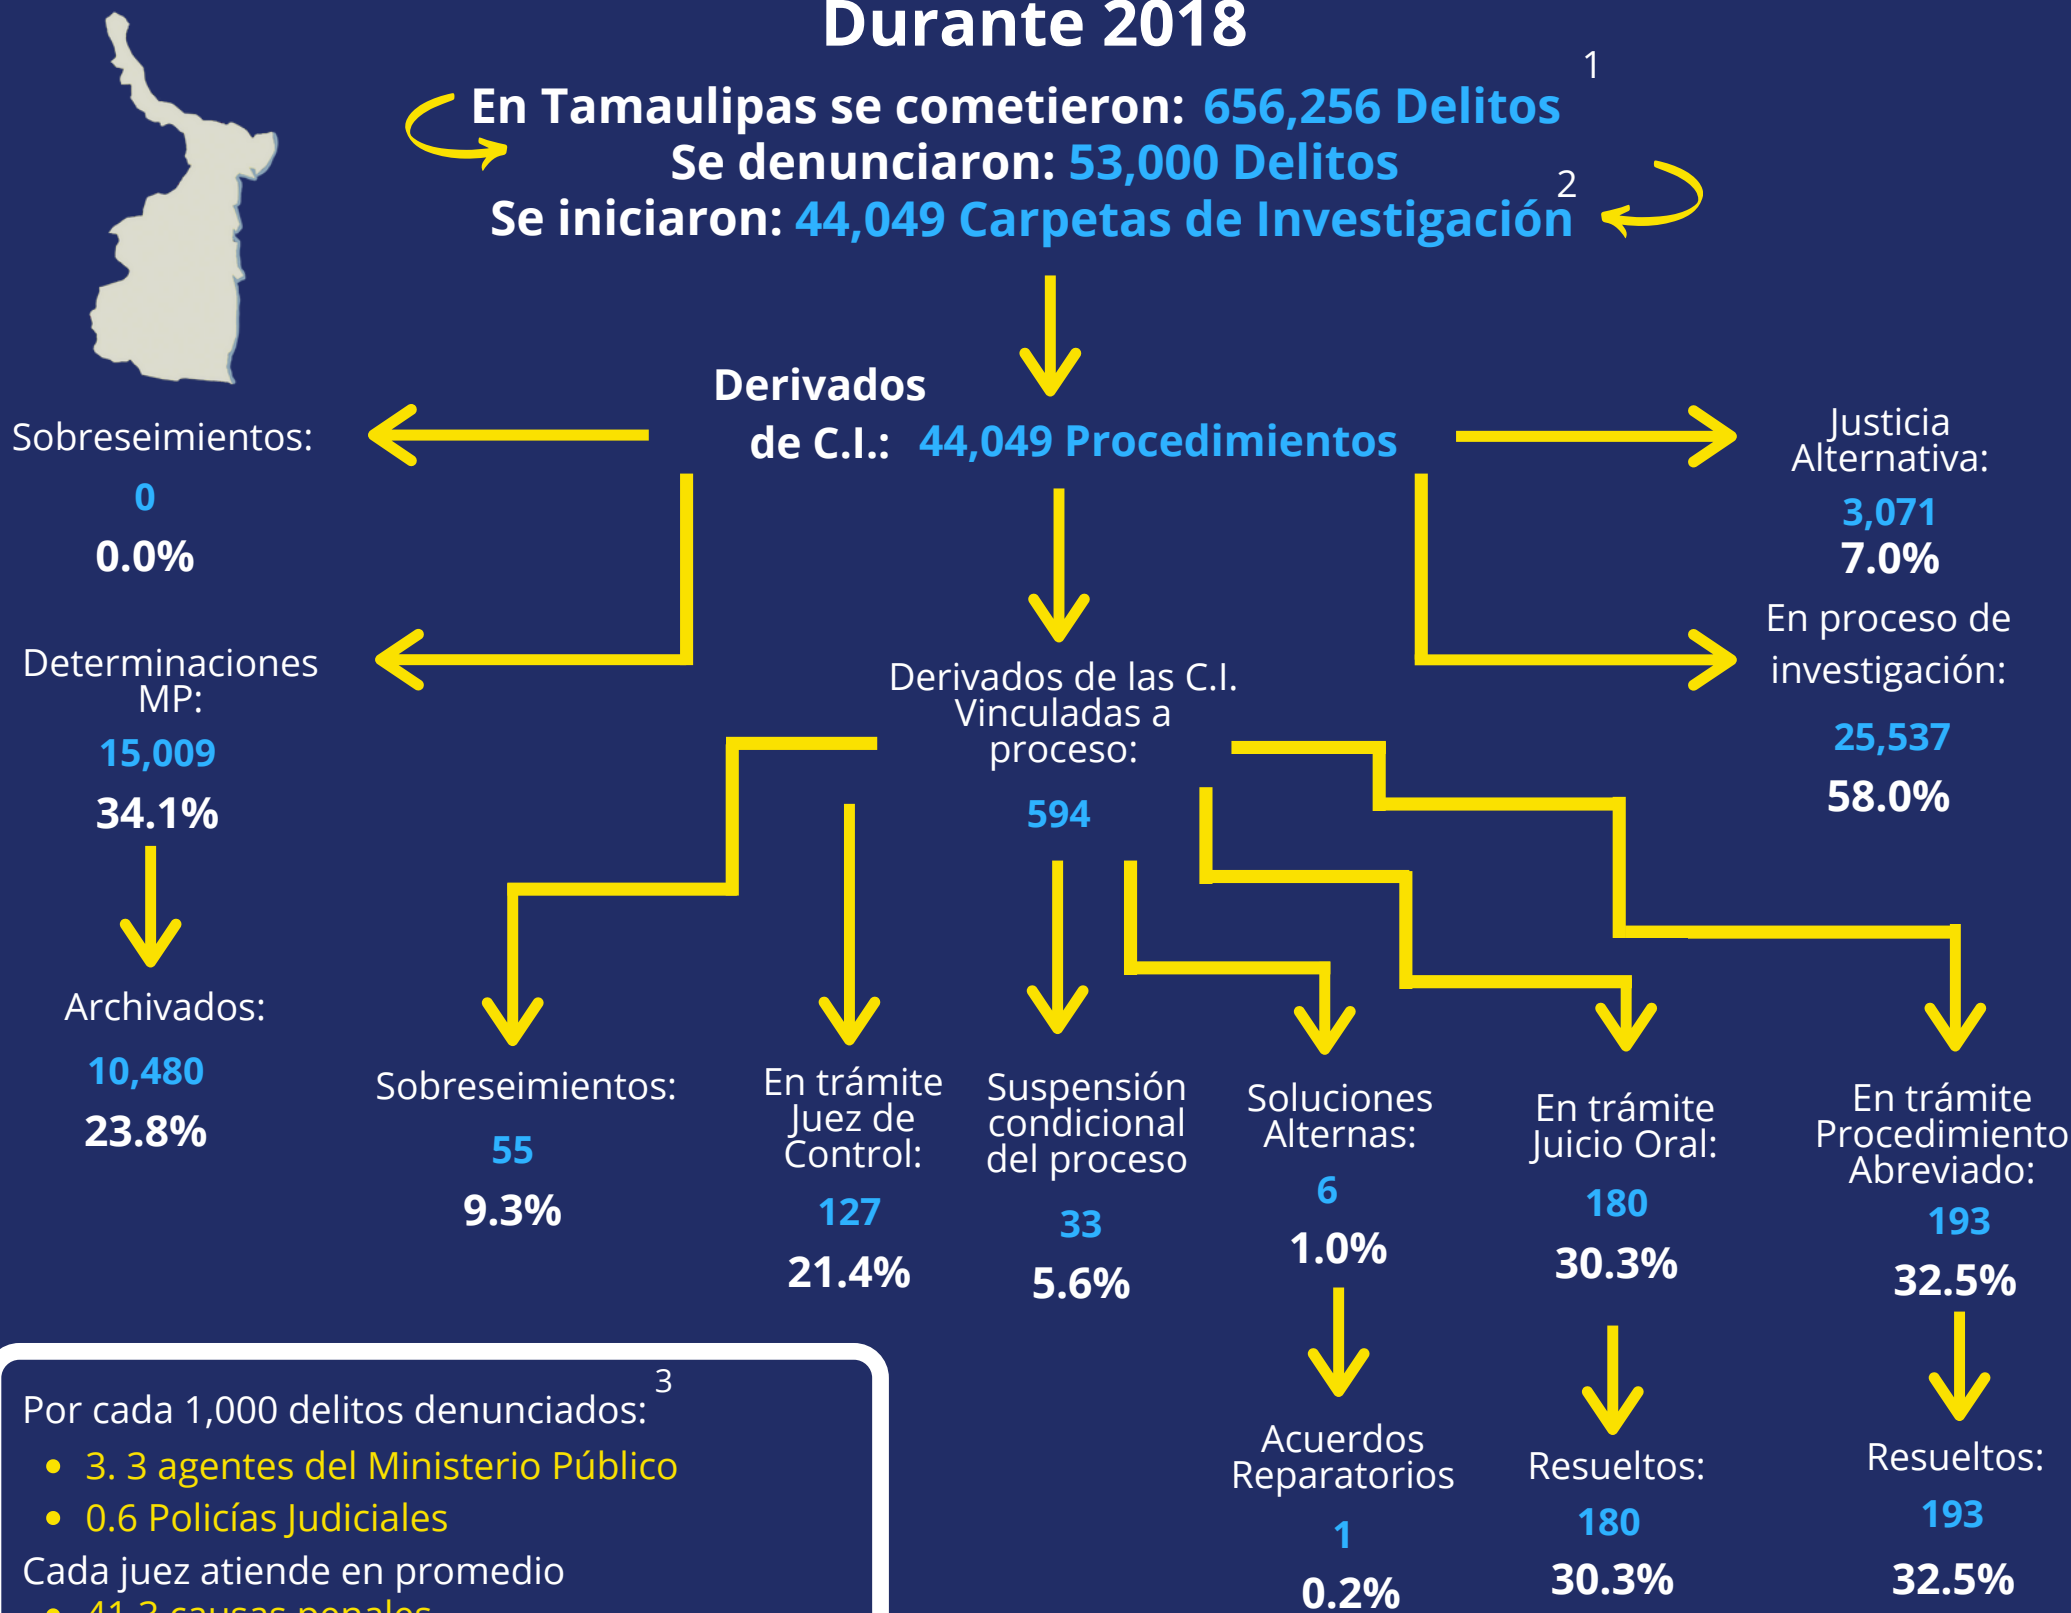 Durante 2018
1
En Tamaulipas se cometieron: 656,256 Delitos
Se denunciaron: 53,000 Delitos
2
Se iniciaron: 44,049 Carpetas de Investigación
Derivados
de C.I.: 44,049 Procedimientos
Sobreseimientos:
0
0.0%
Justicia
Alternativa:
3,071
7.0%
Determinaciones
MP:
15,009
34.1%
En proceso de
investigación:
25,537
58.0%
Derivados de las C.I.
Vinculadas a
proceso:
594
Archivados:
10,480
23.8%
Sobreseimientos:
55
9.3%
En trámite
Juez de
Control:
127
21.4%
Suspensión
condicional
del proceso
33
5.6%
Soluciones
Alternas:
6
1.0%
En trámite
Juicio Oral:
180
30.3%
En trámite
Procedimiento
Abreviado:
193
32.5%
Acuerdos
Reparatorios
1
0.2%
Resueltos:
180
30.3%
Resueltos:
193
32.5%
3
Por cada 1,000 delitos denunciados:
• 3. 3 agentes del Ministerio Público
• 0.6 Policías Judiciales
Cada juez atiende en promedio
• 41.3 causas penales